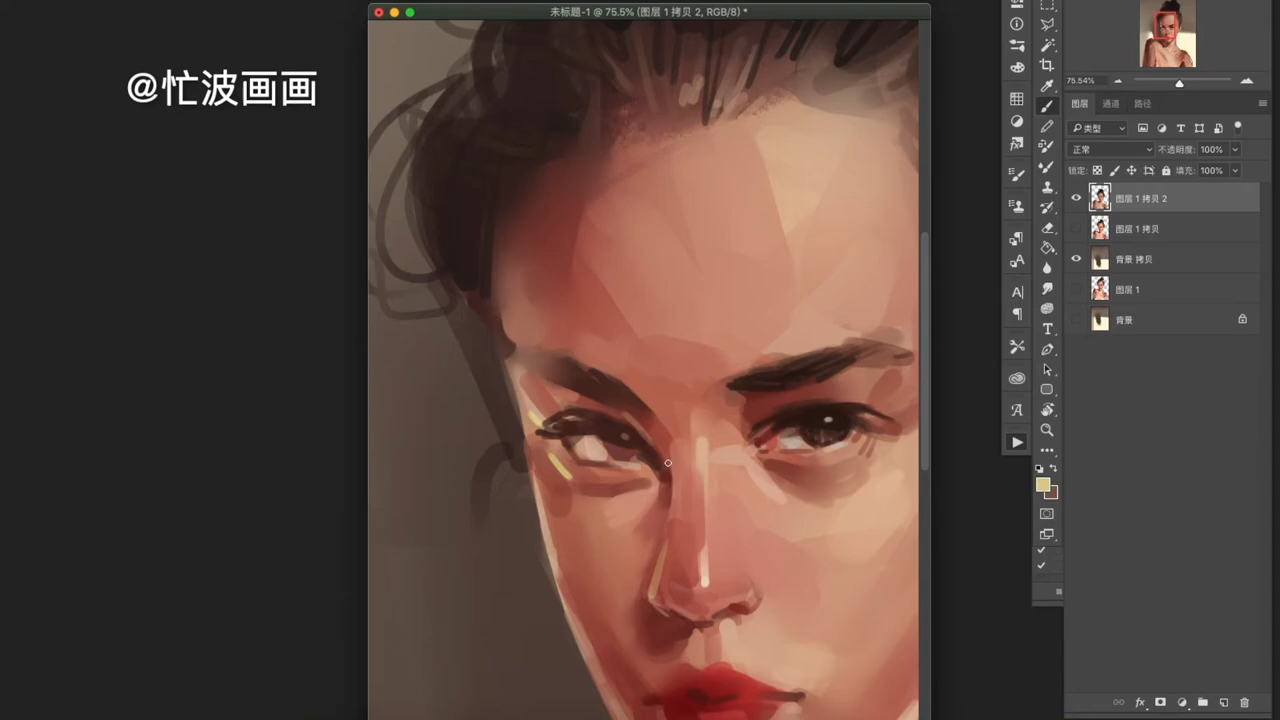 未标题-1 @ 75.5% (图层 1 拷贝 2, RGB/8) *
@忙波画画
75.54%
图层 通道 路径
类型
正常 不透明度: 100%
锁定: 填充: 100%
图层 1 拷贝 2
图层 1 拷贝
背景 拷贝
图层 1
背景